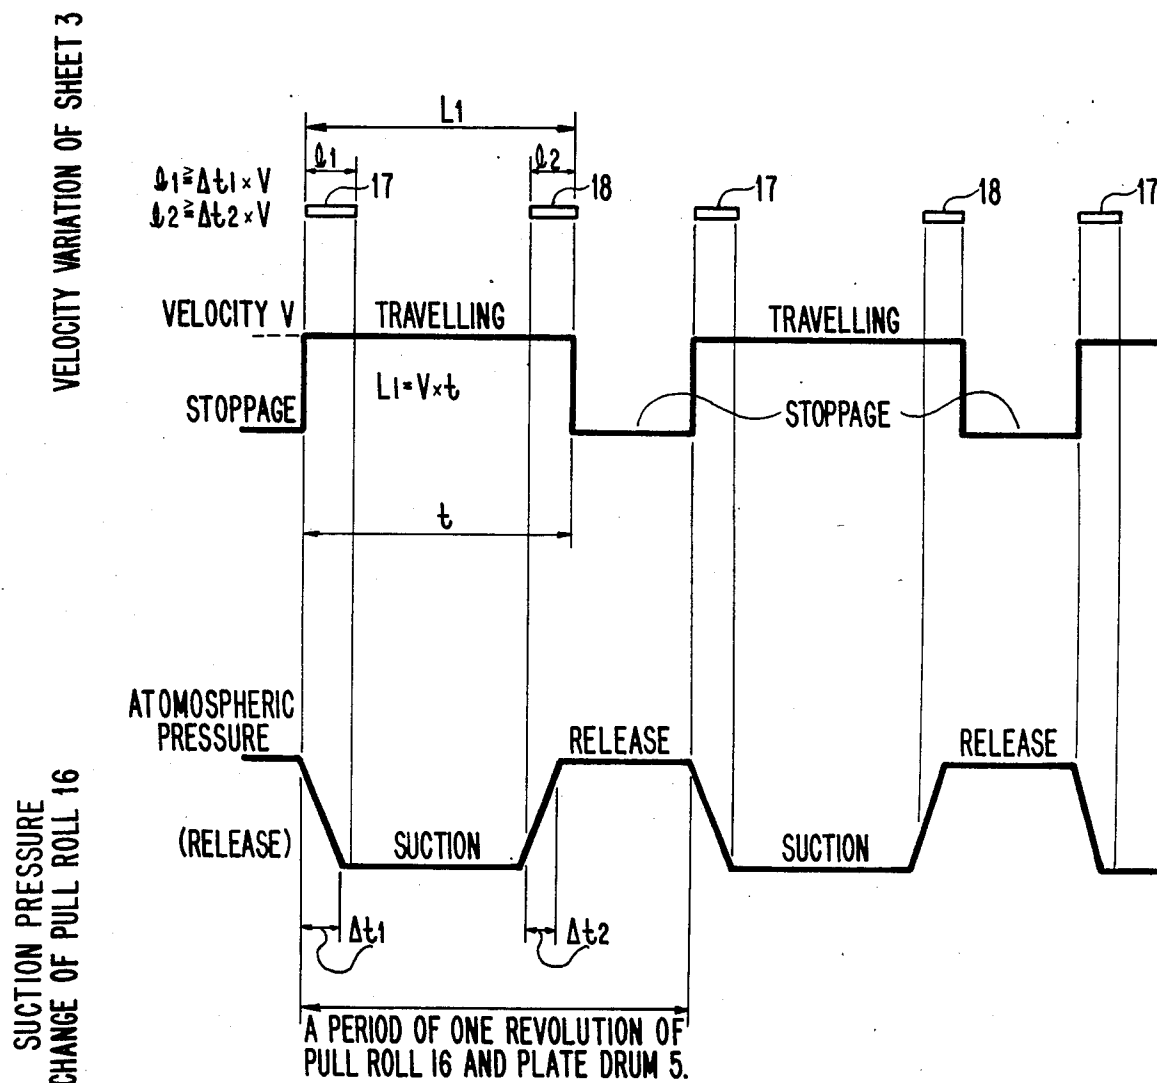 VELOCITY VARIATION OF SHEET 3
L1
ℓ1
ℓ2
ℓ1≧Δt1×V
ℓ2≧Δt2×V
17
18
17
18
17
VELOCITY V
TRAVELLING
TRAVELLING
L1=V×t
STOPPAGE
STOPPAGE
t
ATOMOSPHERIC
PRESSURE
RELEASE
RELEASE
(RELEASE)
SUCTION
SUCTION
SUCTION PRESSURE
CHANGE OF PULL ROLL 16
Δt1
Δt2
A PERIOD OF ONE REVOLUTION OF
PULL ROLL 16 AND PLATE DRUM 5.